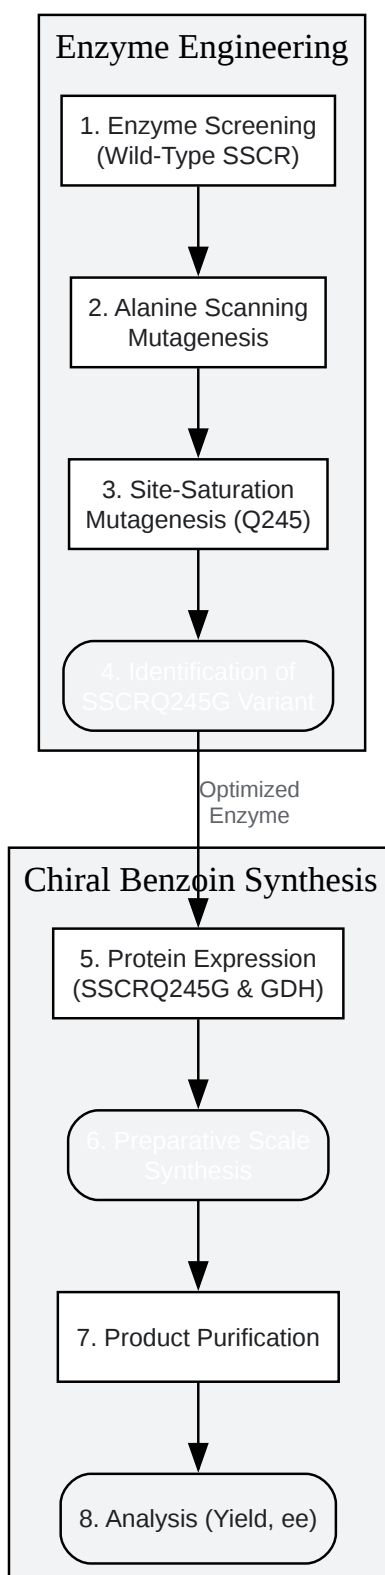 Enzyme Engineering
1. Enzyme Screening
(Wild-Type SSCR)
2. Alanine Scanning
Mutagenesis
3. Site-Saturation
Mutagenesis (Q245)
4. Identification of
SSCRQ245G Variant
Optimized
Enzyme
Chiral Benzoin Synthesis
5. Protein Expression
(SSCRQ245G & GDH)
6. Preparative Scale
Synthesis
7. Product Purification
8. Analysis (Yield, ee)